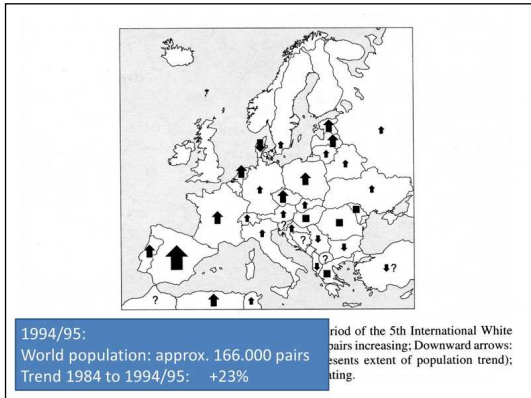 ?
?
?
?
?
1994/95:
World population: approx. 166.000 pairs
Trend 1984 to 1994/95: +23%
riod of the 5th International White
pairs increasing; Downward arrows:
esents extent of population trend);
ating.